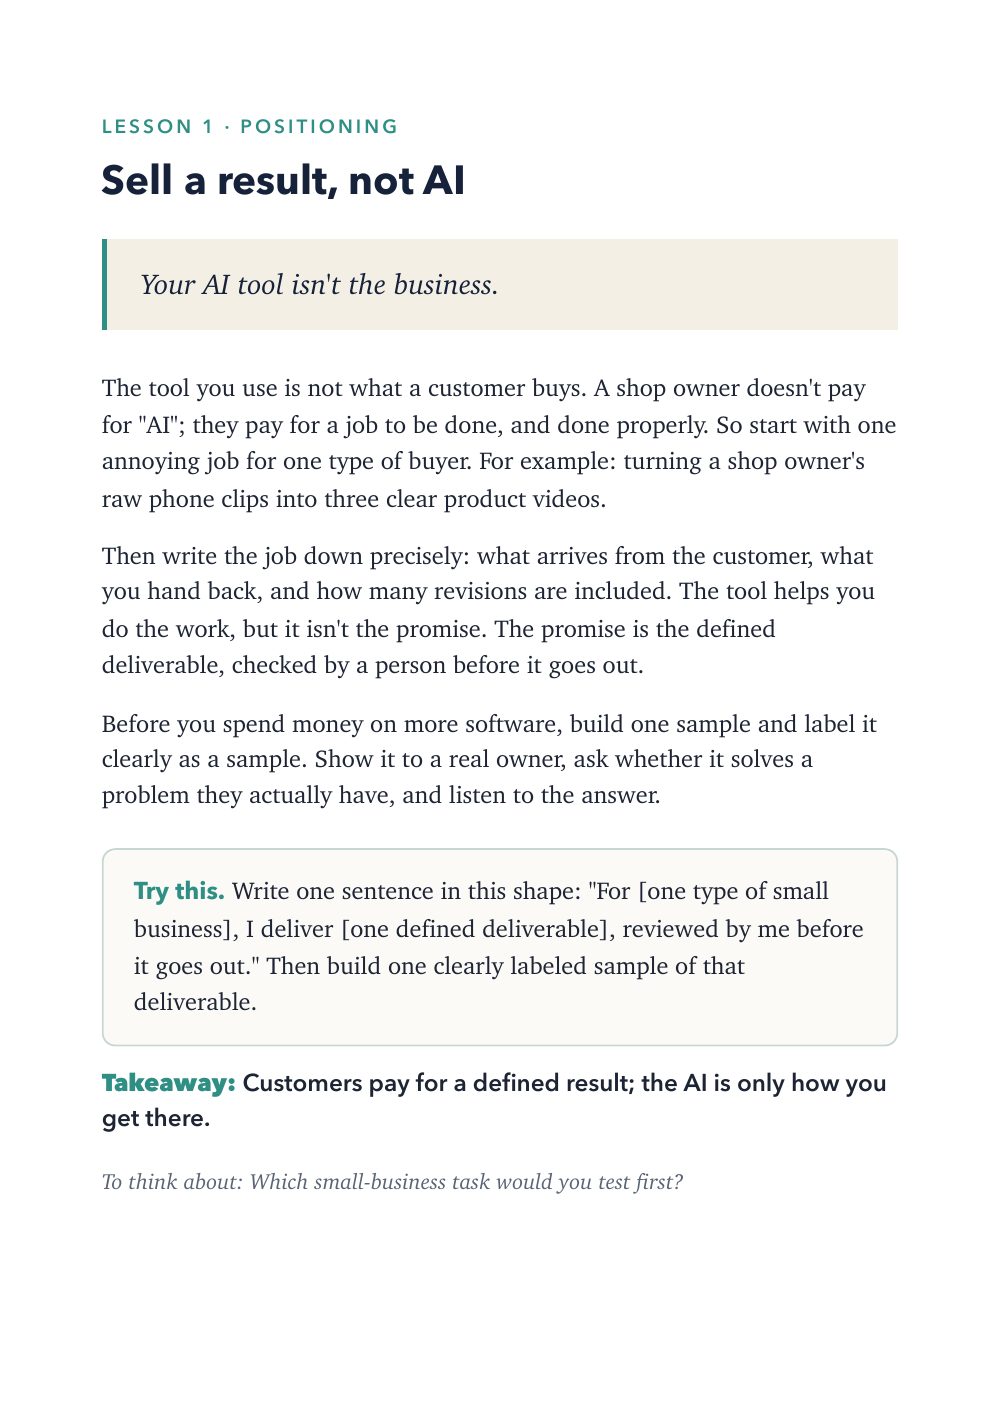 LESSON 1 · POSITIONING
Sell a result, not AI
Your AI tool isn't the business.
The tool you use is not what a customer buys. A shop owner doesn't pay
for "AI"; they pay for a job to be done, and done properly. So start with one
annoying job for one type of buyer. For example: turning a shop owner's
raw phone clips into three clear product videos.
Then write the job down precisely: what arrives from the customer, what
you hand back, and how many revisions are included. The tool helps you
do the work, but it isn't the promise. The promise is the defined
deliverable, checked by a person before it goes out.
Before you spend money on more software, build one sample and label it
clearly as a sample. Show it to a real owner, ask whether it solves a
problem they actually have, and listen to the answer.
Try this. Write one sentence in this shape: "For [one type of small
business], I deliver [one defined deliverable], reviewed by me before
it goes out." Then build one clearly labeled sample of that
deliverable.
Takeaway: Customers pay for a defined result; the AI is only how you
get there.
To think about: Which small-business task would you test first?